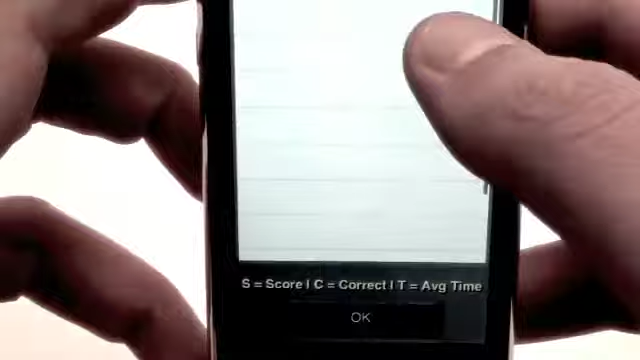 S = Score | C = Correct | T = Avg Time
OK